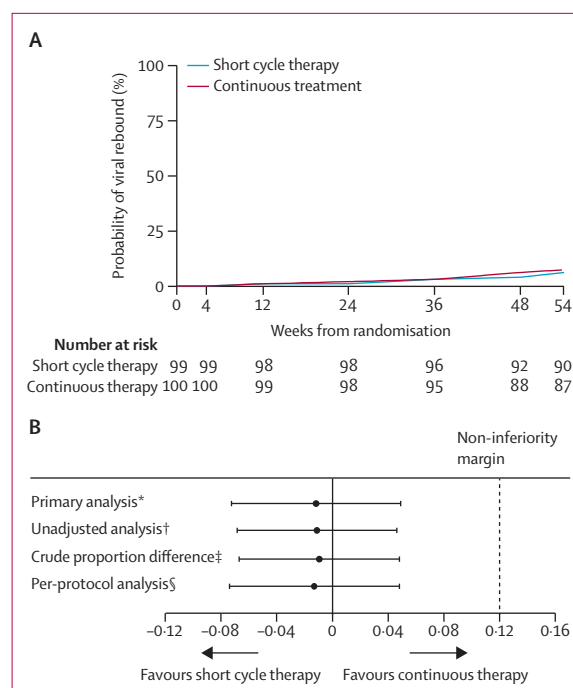 A
Short cycle therapy
Continuous treatment
Probability of viral rebound (%)
100
75
50
25
0
0 4 12 24 36 48 54
Weeks from randomisation
Number at risk
Short cycle therapy 99 99 98 98 96 92 90
Continuous therapy 100 100 99 98 95 88 87
B
Non-inferiority
margin
Primary analysis*
Unadjusted analysis†
Crude proportion difference‡
Per-protocol analysis§
−0·12 −0·08 −0·04 0 0·04 0·08 0·12 0·16
Favours short cycle therapy Favours continuous therapy